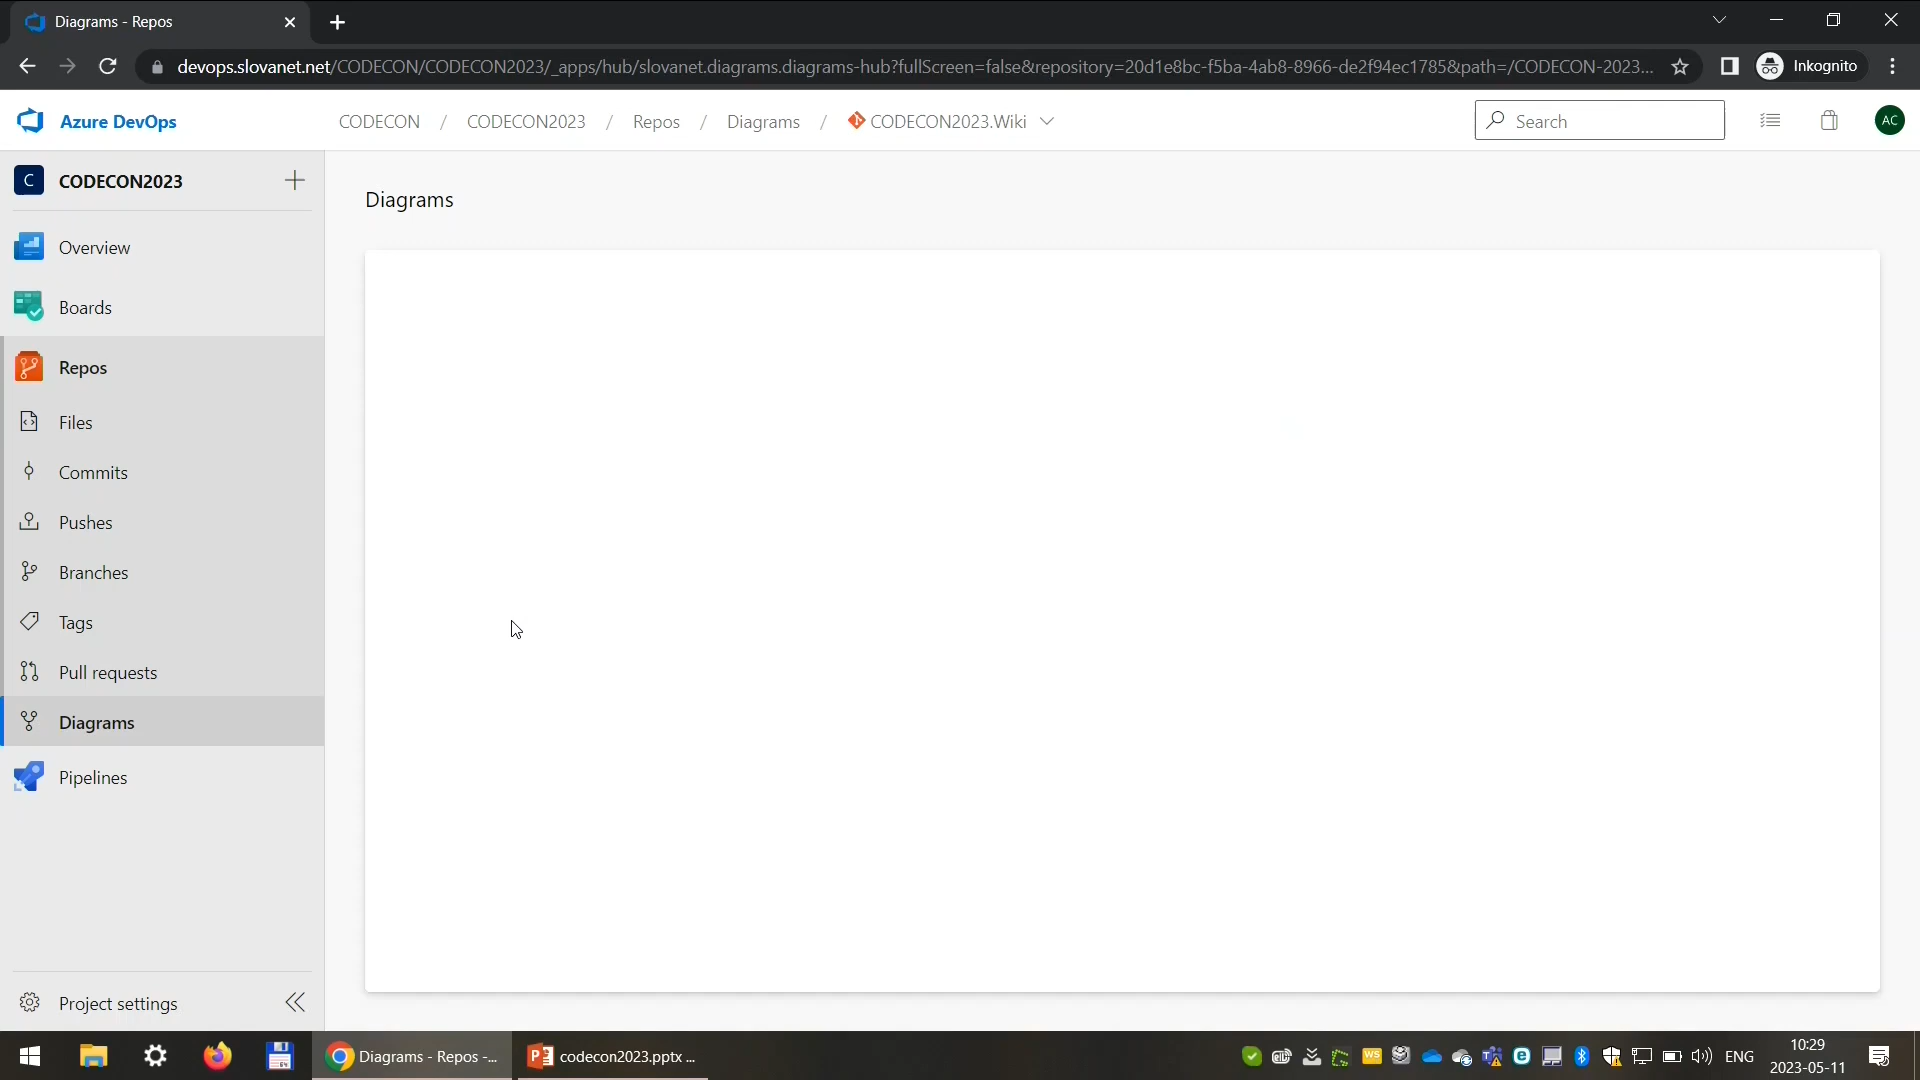 Diagrams - Repos
devops.slovanet.net/CODECON/CODECON2023/_apps/hub/slovanet.diagrams.diagrams-hub?fullScreen=false&repository=20d1e8bc-f5ba-4ab8-8966-de2f94ec1785&path=/CODECON-2023...
Inkognito
Azure DevOps
CODECON / CODECON2023 / Repos / Diagrams / CODECON2023.Wiki
Search
AC
C CODECON2023
Diagrams
Overview
Boards
Repos
Files
Commits
Pushes
Branches
Tags
Pull requests
Diagrams
Pipelines
Project settings
Diagrams - Repos -...
codecon2023.pptx ...
WS
ENG
10:29
2023-05-11